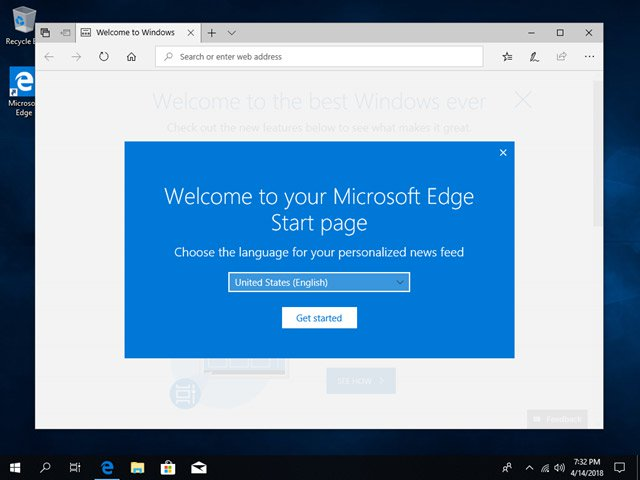 Recycle
Microsoft
Edge
Welcome to Windows
Search or enter web address
Welcome to the best Windows ever
Check out the new features below to see what makes it great.
Welcome to your Microsoft Edge
Start page
Choose the language for your personalized news feed
United States (English)
Get started
SEE HOW
Feedback
7:32 PM
4/14/2018